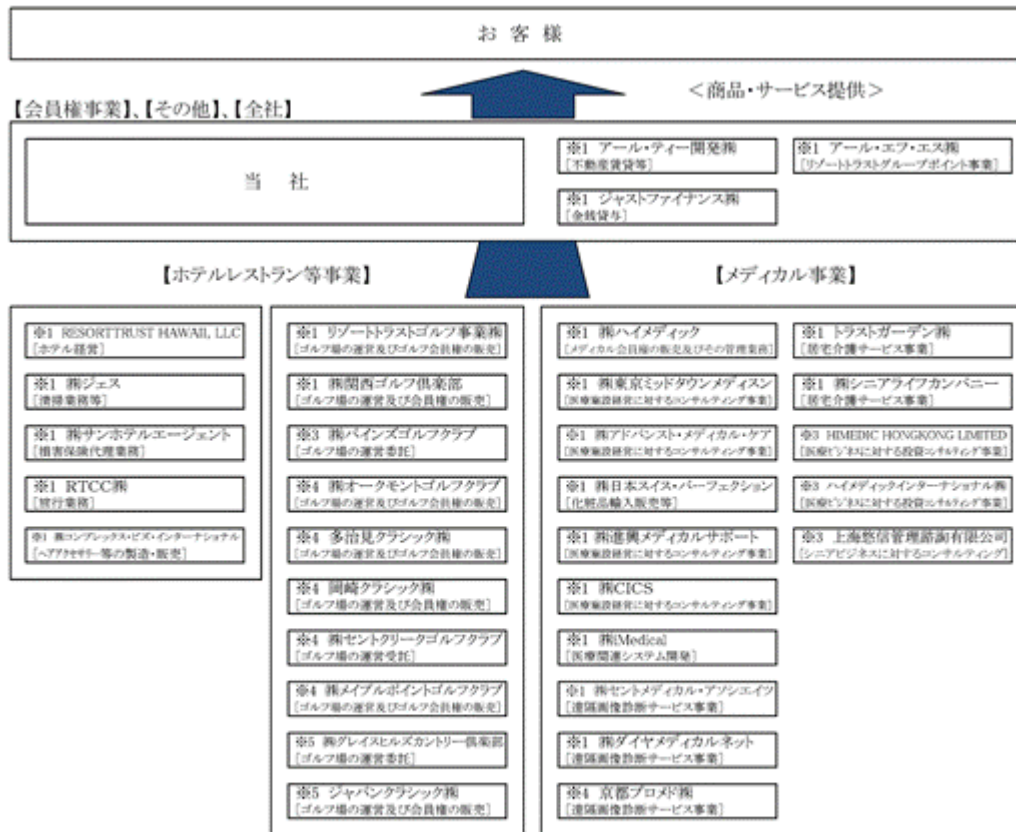 お 客 様
＜商品・サービス提供＞
【会員権事業】、【その他】、【全社】
当 社
※1 アール・ティー開発㈱
[不動産賃貸等]
※1 アール・エフ・エス㈱
[リゾートトラストグループポイント事業]
※1 ジャストファイナンス㈱
[金銭貸与]
【ホテルレストラン等事業】
【メディカル事業】
※1 RESORTTRUST HAWAII, LLC
[ホテル経営]
※1 ㈱ジェス
[清掃業務等]
※1 ㈱サンホテルエージェント
[損害保険代理業務]
※1 RTCC㈱
[旅行業務]
※1 ㈱コンプレックス・ビズ・インターナショナル
[ヘアアクセサリー等の製造・販売]
※1 リゾートトラストゴルフ事業㈱
[ゴルフ場の運営及びゴルフ会員権の販売]
※1 ㈱関西ゴルフ倶楽部
[ゴルフ場の運営及び会員権の販売]
※3 ㈱パインズゴルフクラブ
[ゴルフ場の運営委託]
※4 ㈱オークモントゴルフクラブ
[ゴルフ場の運営及びゴルフ会員権の販売]
※4 多治見クラシック㈱
[ゴルフ場の運営及びゴルフ会員権の販売]
※4 岡崎クラシック㈱
[ゴルフ場の運営及び会員権の販売]
※4 ㈱セントクリークゴルフクラブ
[ゴルフ場の運営受託]
※4 ㈱メイプルポイントゴルフクラブ
[ゴルフ場の運営及びゴルフ会員権の販売]
※5 ㈱グレイスヒルズカントリー倶楽部
[ゴルフ場の運営委託]
※5 ジャパンクラシック㈱
[ゴルフ場の運営及び会員権の販売]
※1 ㈱ハイメディック
[メディカル会員権の販売及びその管理業務]
※1 ㈱東京ミッドタウンメディスン
[医療施設経営に対するコンサルティング事業]
※1 ㈱アドバンスト・メディカル・ケア
[医療施設経営に対するコンサルティング事業]
※1 ㈱日本スイス・パーフェクション
[化粧品輸入販売等]
※1 ㈱進興メディカルサポート
[医療施設経営に対するコンサルティング事業]
※1 ㈱CICS
[医療施設経営に対するコンサルティング事業]
※1 ㈱iMedical
[医療関連システム開発]
※1 ㈱セントメディカル・アソシエイツ
[遠隔画像診断サービス事業]
※1 ㈱ダイヤメディカルネット
[遠隔画像診断サービス事業]
※4 京都プロメド㈱
[遠隔画像診断サービス事業]
※1 トラストガーデン㈱
[居宅介護サービス事業]
※1 ㈱シニアライフカンパニー
[居宅介護サービス事業]
※3 HIMEDIC HONGKONG LIMITED
[医療ビジネスに対する投資コンサルティング事業]
※3 ハイメディックインターナショナル㈱
[医療ビジネスに対する投資コンサルティング事業]
※3 上海悠信管理諮詢有限公司
[シニアビジネスに対するコンサルティング]